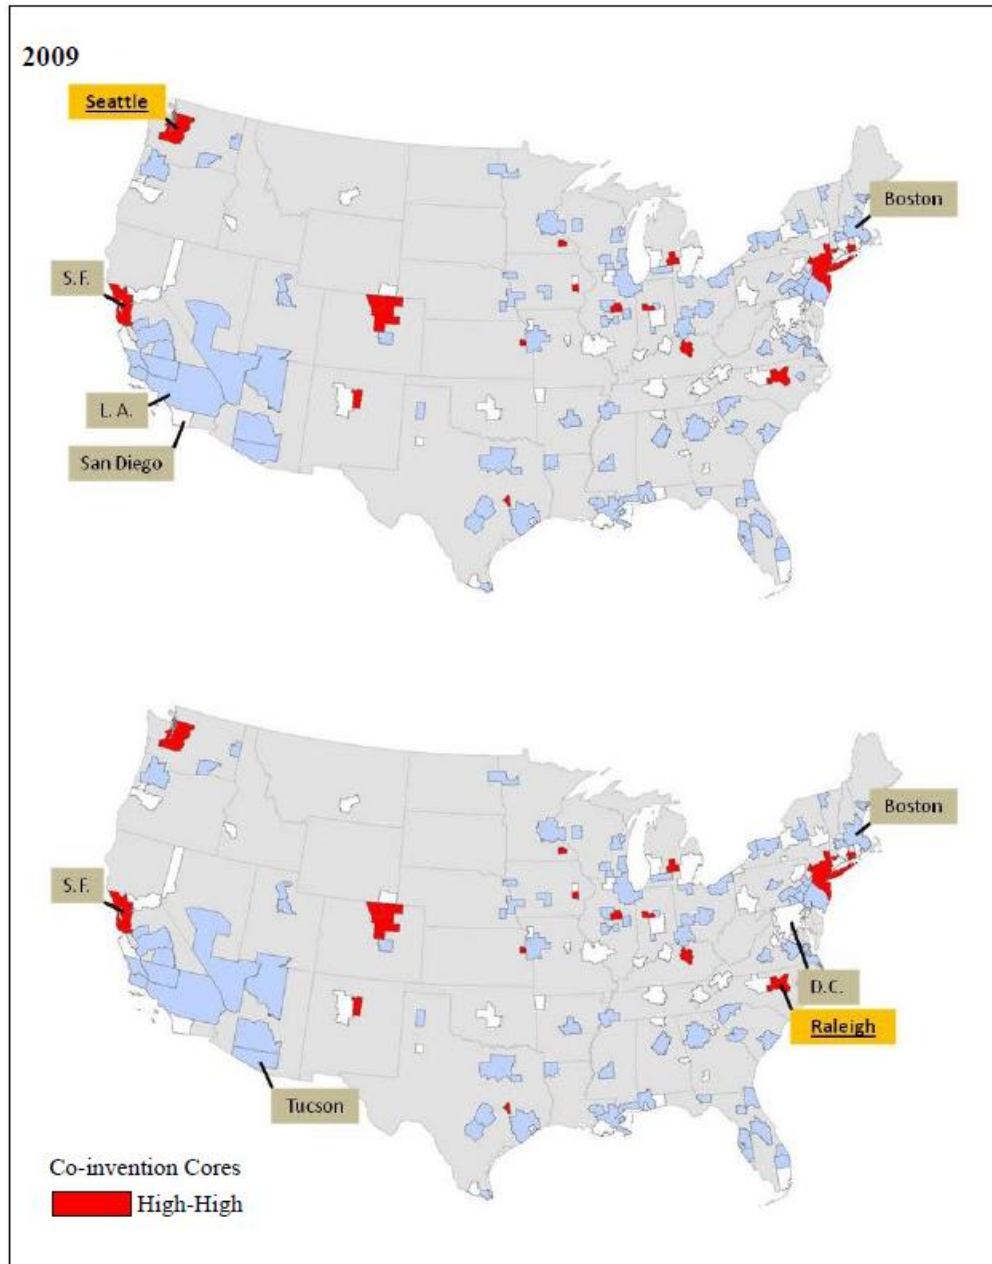 2009
Seattle
Boston
S.F.
L. A.
San Diego
Boston
S.F.
D.C.
Raleigh
Tucson
Co-invention Cores
High-High